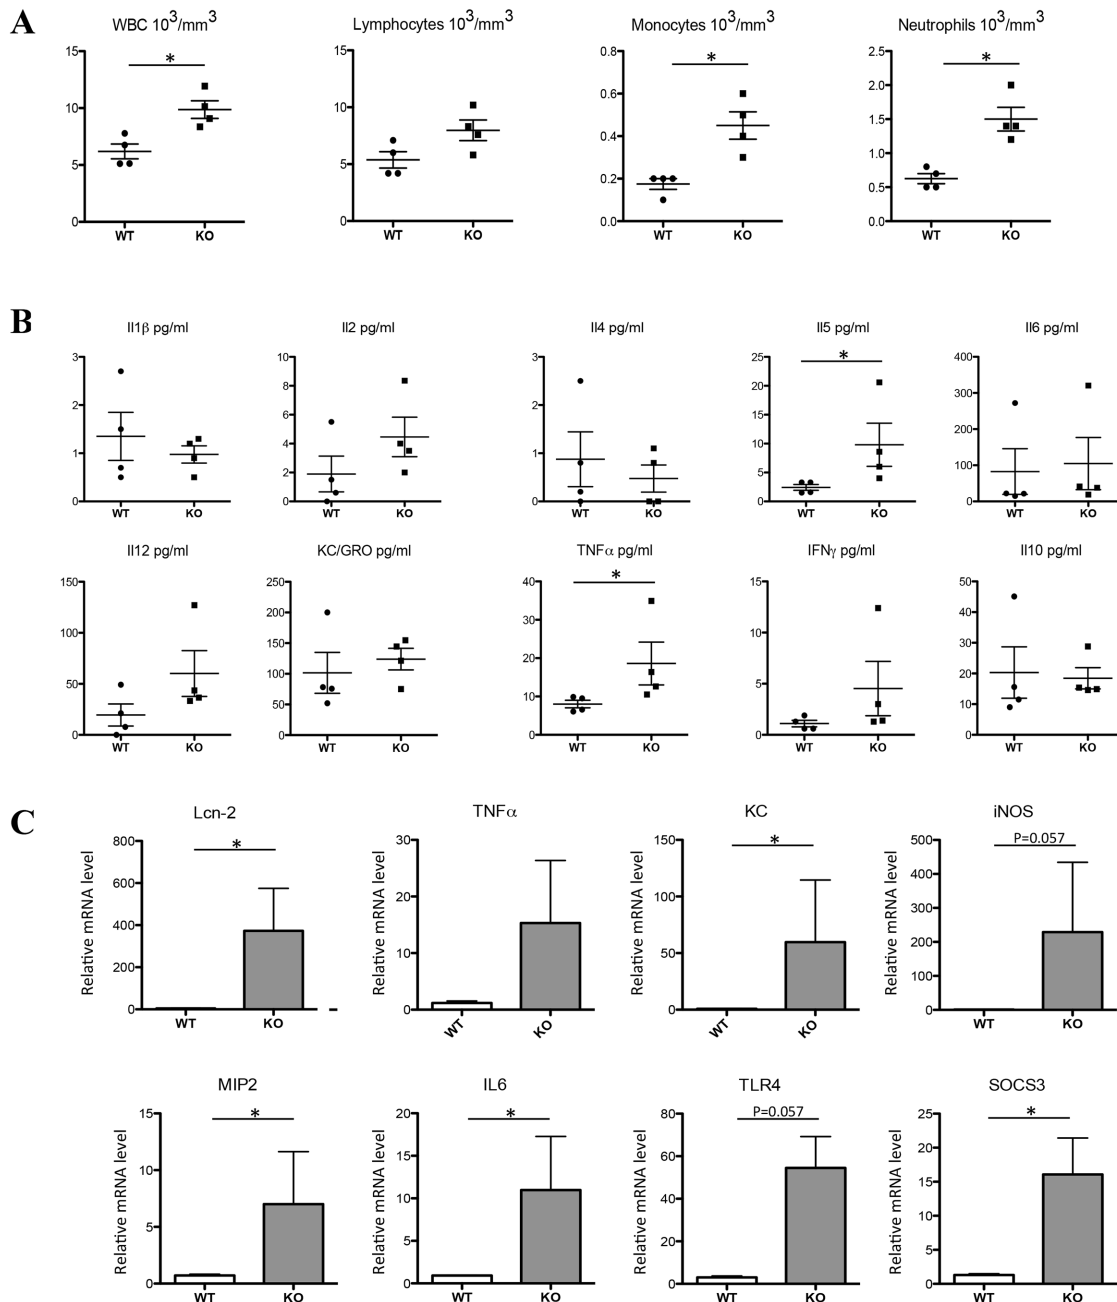 A
WBC 10³/mm³
Lymphocytes 10³/mm³
Monocytes 10³/mm³
Neutrophils 10³/mm³
15
10
5
0
*
WT
KO
15
10
5
0
WT
KO
0.8
0.6
0.4
0.2
0.0
*
WT
KO
2.5
2.0
1.5
1.0
0.5
0.0
*
WT
KO
B
Il1β pg/ml
Il2 pg/ml
Il4 pg/ml
Il5 pg/ml
Il6 pg/ml
3
2
1
0
WT
KO
10
8
6
4
2
0
WT
KO
3
2
1
0
WT
KO
25
20
15
10
5
0
*
WT
KO
400
300
200
100
0
WT
KO
Il12 pg/ml
KC/GRO pg/ml
TNFα pg/ml
IFNγ pg/ml
Il10 pg/ml
150
100
50
0
WT
KO
250
200
150
100
50
0
WT
KO
40
30
20
10
0
*
WT
KO
15
10
5
0
WT
KO
50
40
30
20
10
0
WT
KO
C
Lcn-2
TNFα
KC
iNOS
Relative mRNA level
800
600
400
200
0
*
WT
KO
Relative mRNA level
30
20
10
0
WT
KO
Relative mRNA level
150
100
50
0
*
WT
KO
Relative mRNA level
500
400
300
200
100
0
P=0.057
WT
KO
MIP2
IL6
TLR4
SOCS3
Relative mRNA level
15
10
5
0
*
WT
KO
Relative mRNA level
20
15
10
5
0
*
WT
KO
Relative mRNA level
80
60
40
20
0
P=0.057
WT
KO
Relative mRNA level
25
20
15
10
5
0
*
WT
KO